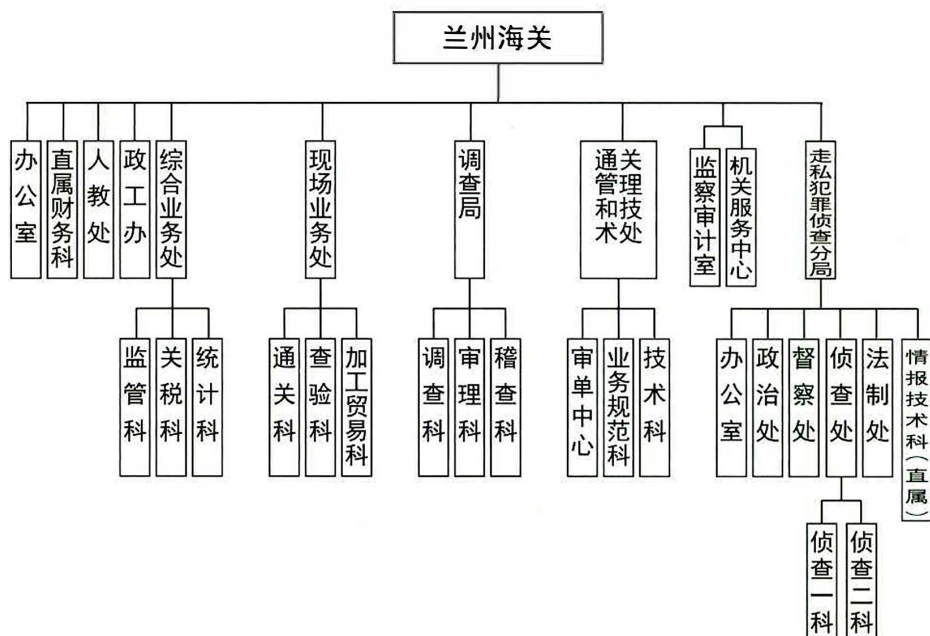 兰州海关
办公室
直属财务科
人教处
政工办
综合业务处
现场业务处
调查局
关理技处
通管和术
监察审计室
机关服务中心
走私犯罪侦查分局
监管科
关税科
统计科
通关科
查验科
加工贸易科
调查科
审理科
稽查科
审单中心
业务规范科
技术科
办公室
政治处
督察处
侦查处
法制处
情报技术科（直属）
侦查一科
侦查二科